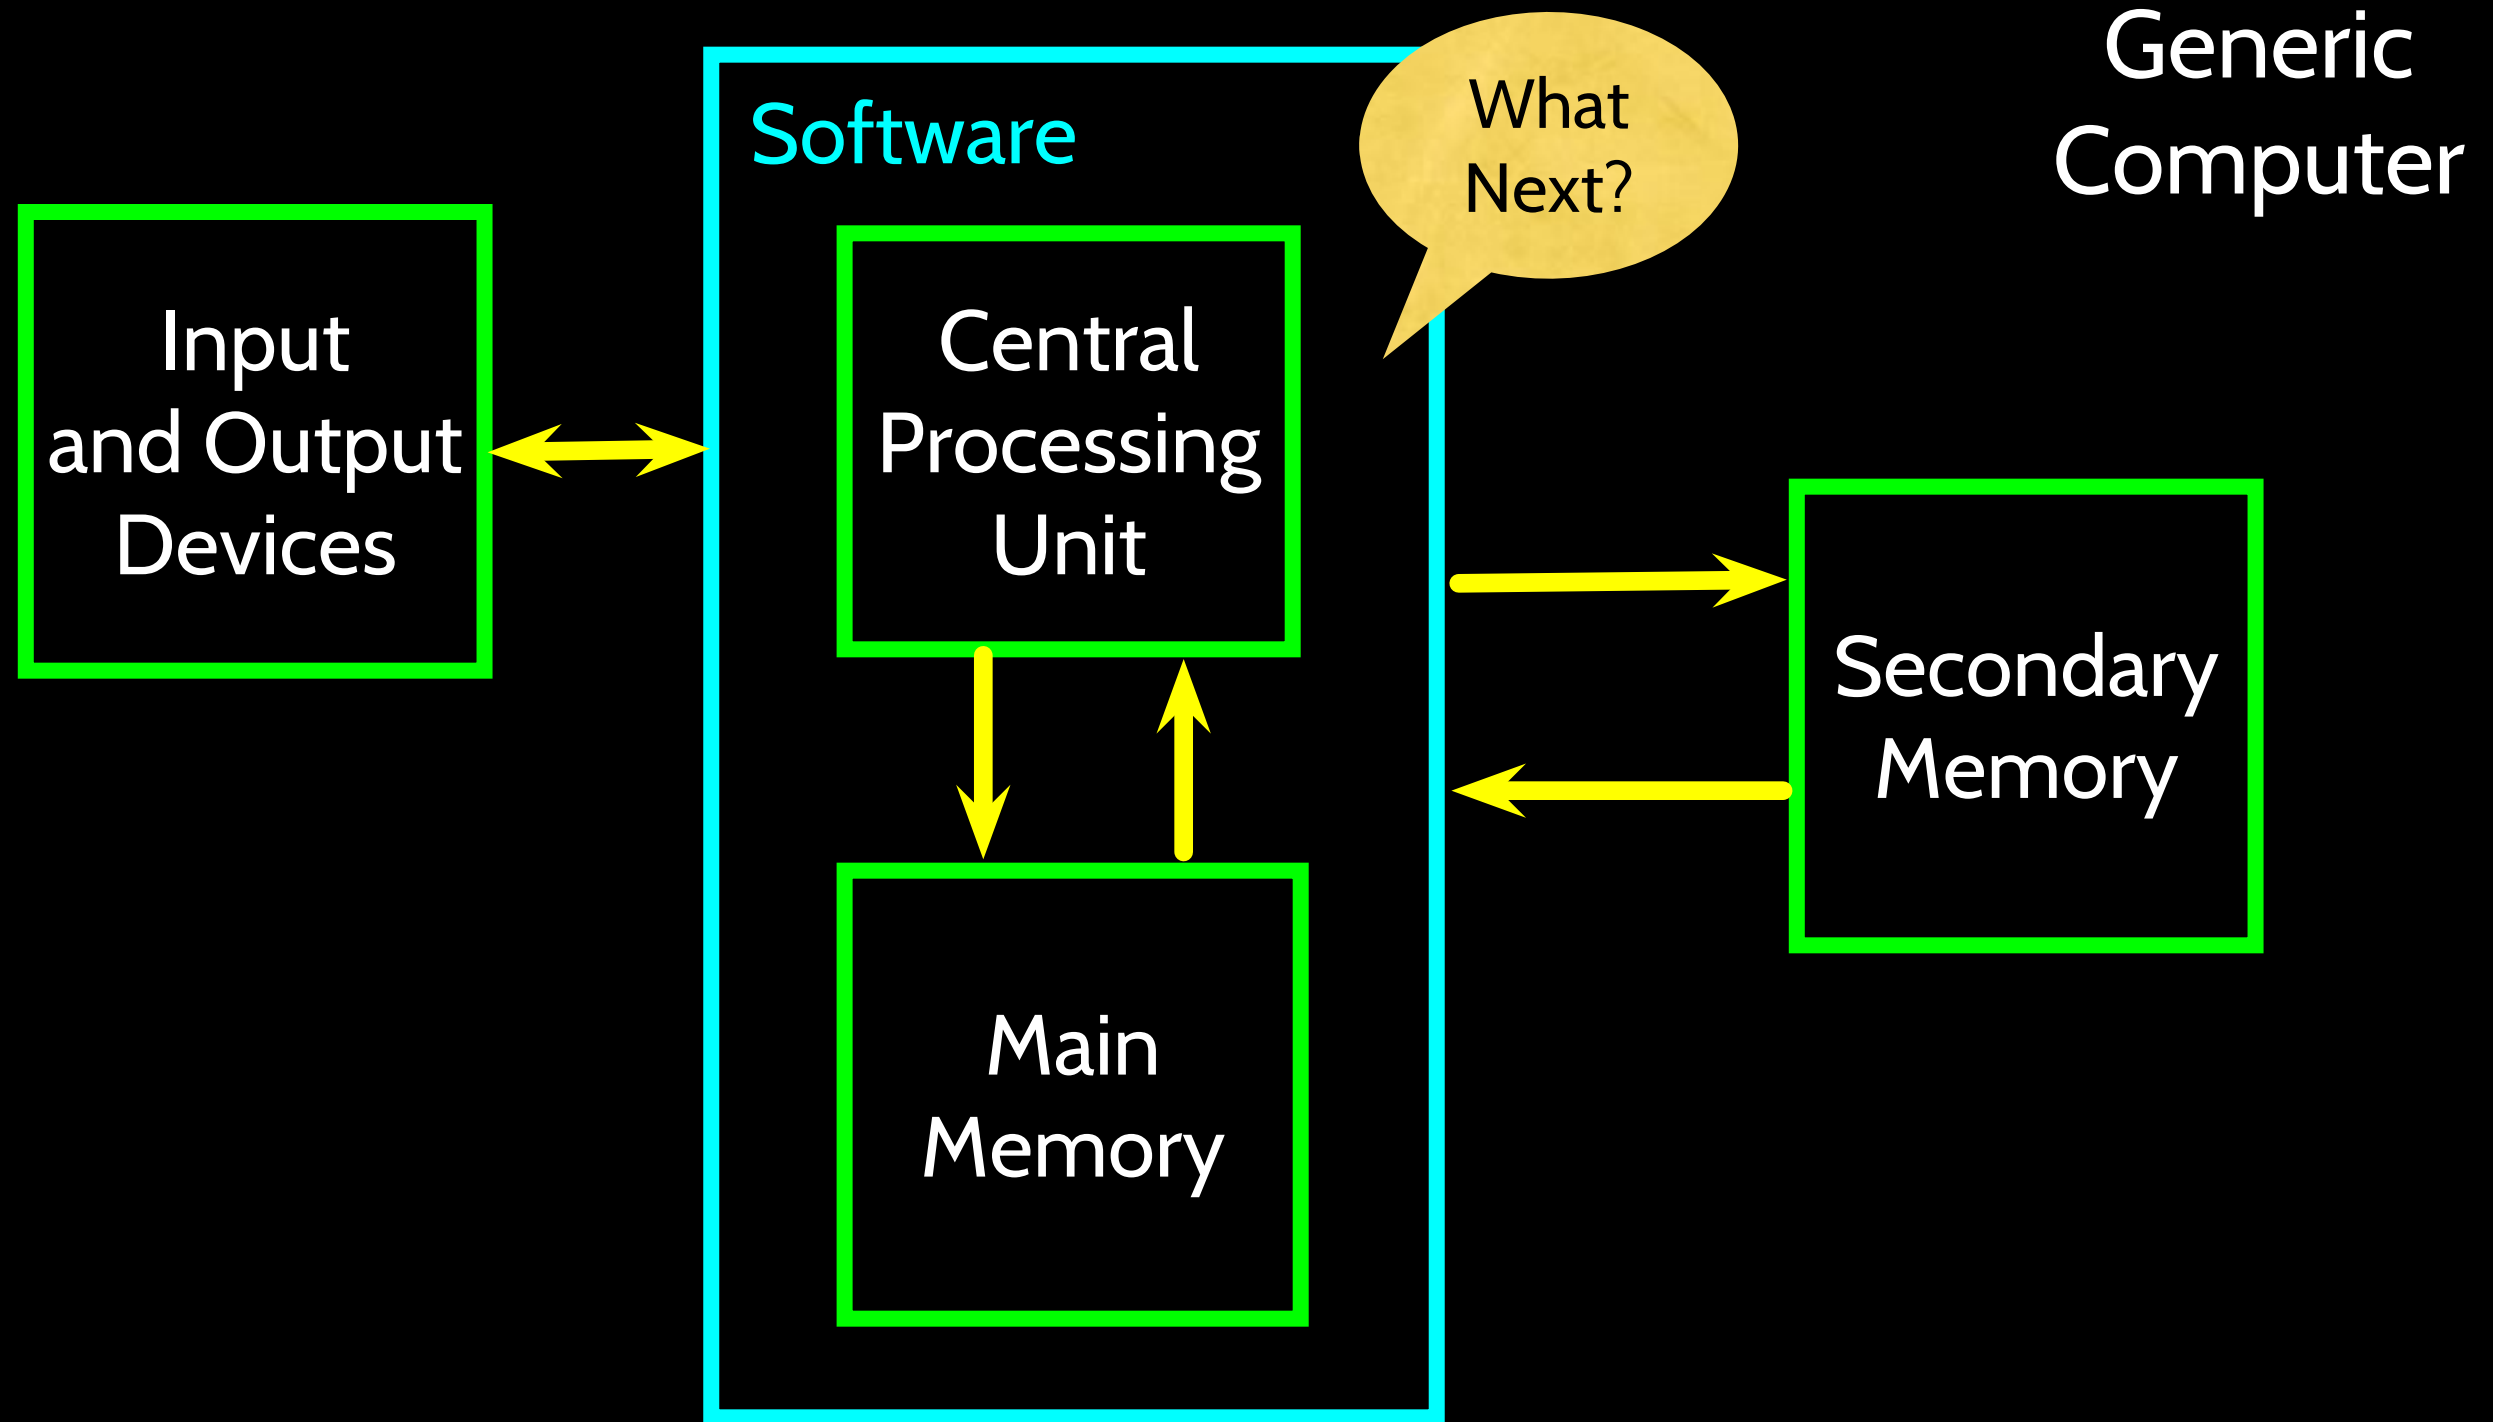 Generic
Computer
Software
What
Next?
Input
and Output
Devices
Central
Processing
Unit
Secondary
Memory
Main
Memory